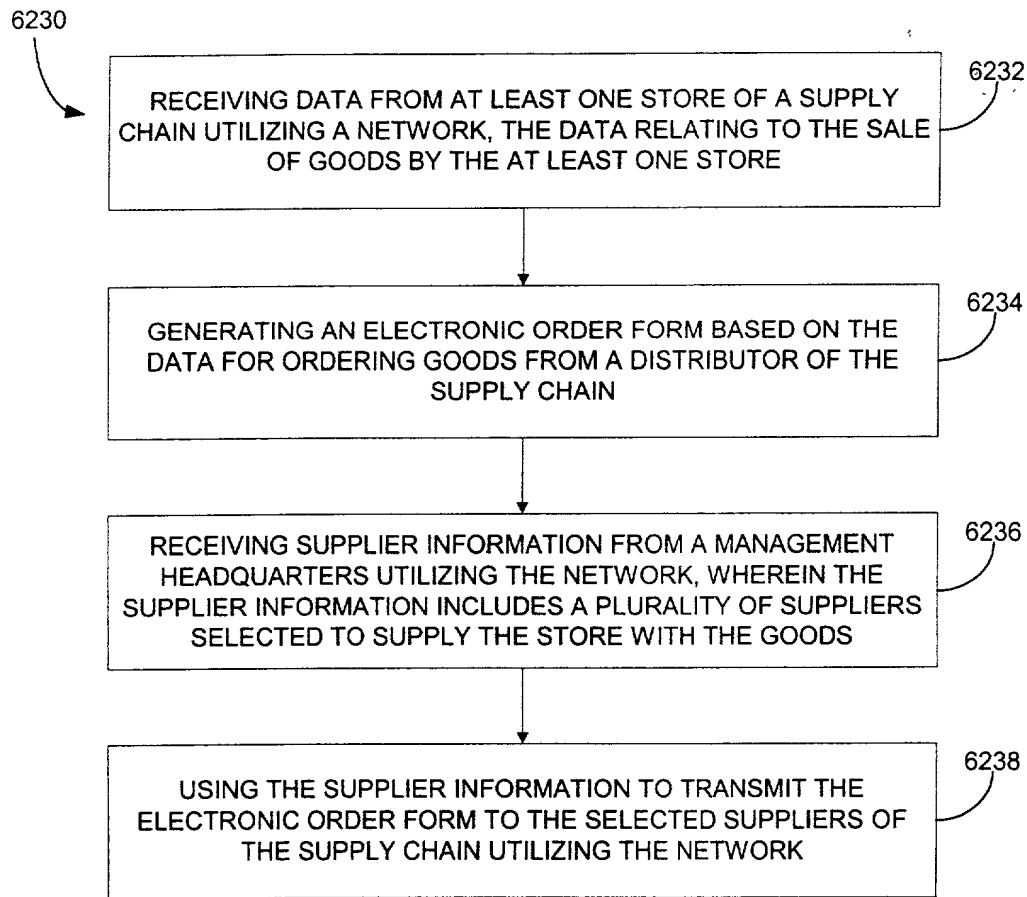 6230
6232
RECEIVING DATA FROM AT LEAST ONE STORE OF A SUPPLY
CHAIN UTILIZING A NETWORK, THE DATA RELATING TO THE SALE
OF GOODS BY THE AT LEAST ONE STORE
6234
GENERATING AN ELECTRONIC ORDER FORM BASED ON THE
DATA FOR ORDERING GOODS FROM A DISTRIBUTOR OF THE
SUPPLY CHAIN
6236
RECEIVING SUPPLIER INFORMATION FROM A MANAGEMENT
HEADQUARTERS UTILIZING THE NETWORK, WHEREIN THE
SUPPLIER INFORMATION INCLUDES A PLURALITY OF SUPPLIERS
SELECTED TO SUPPLY THE STORE WITH THE GOODS
6238
USING THE SUPPLIER INFORMATION TO TRANSMIT THE
ELECTRONIC ORDER FORM TO THE SELECTED SUPPLIERS OF
THE SUPPLY CHAIN UTILIZING THE NETWORK